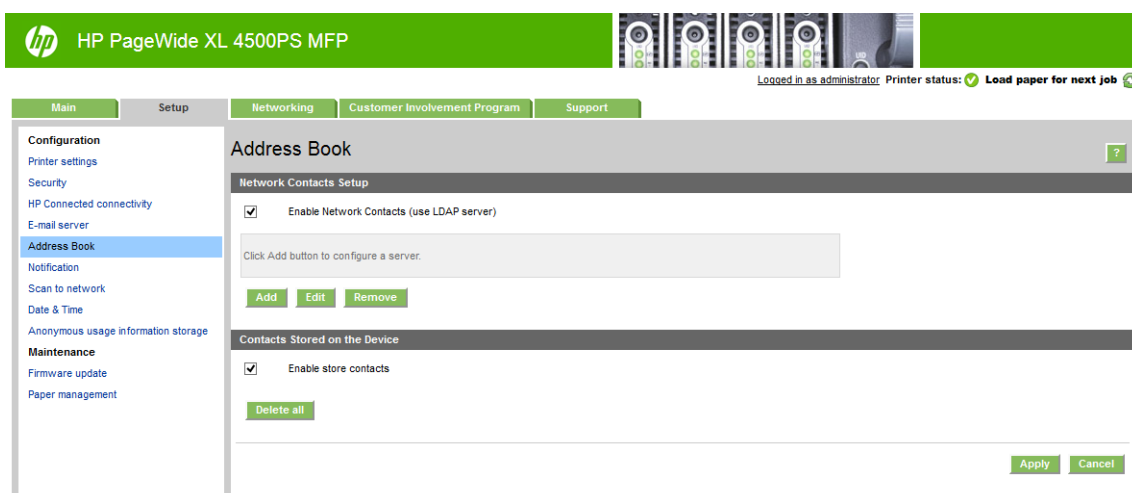 hp HP PageWide XL 4500PS MFP
Logged in as administrator Printer status: Load paper for next job
Main Setup Networking Customer Involvement Program Support
Configuration
Printer settings
Security
HP Connected connectivity
E-mail server
Address Book
Notification
Scan to network
Date & Time
Anonymous usage information storage
Maintenance
Firmware update
Paper management
Address Book
?
Network Contacts Setup
Enable Network Contacts (use LDAP server)
Click Add button to configure a server.
Add Edit Remove
Contacts Stored on the Device
Enable store contacts
Delete all
Apply Cancel